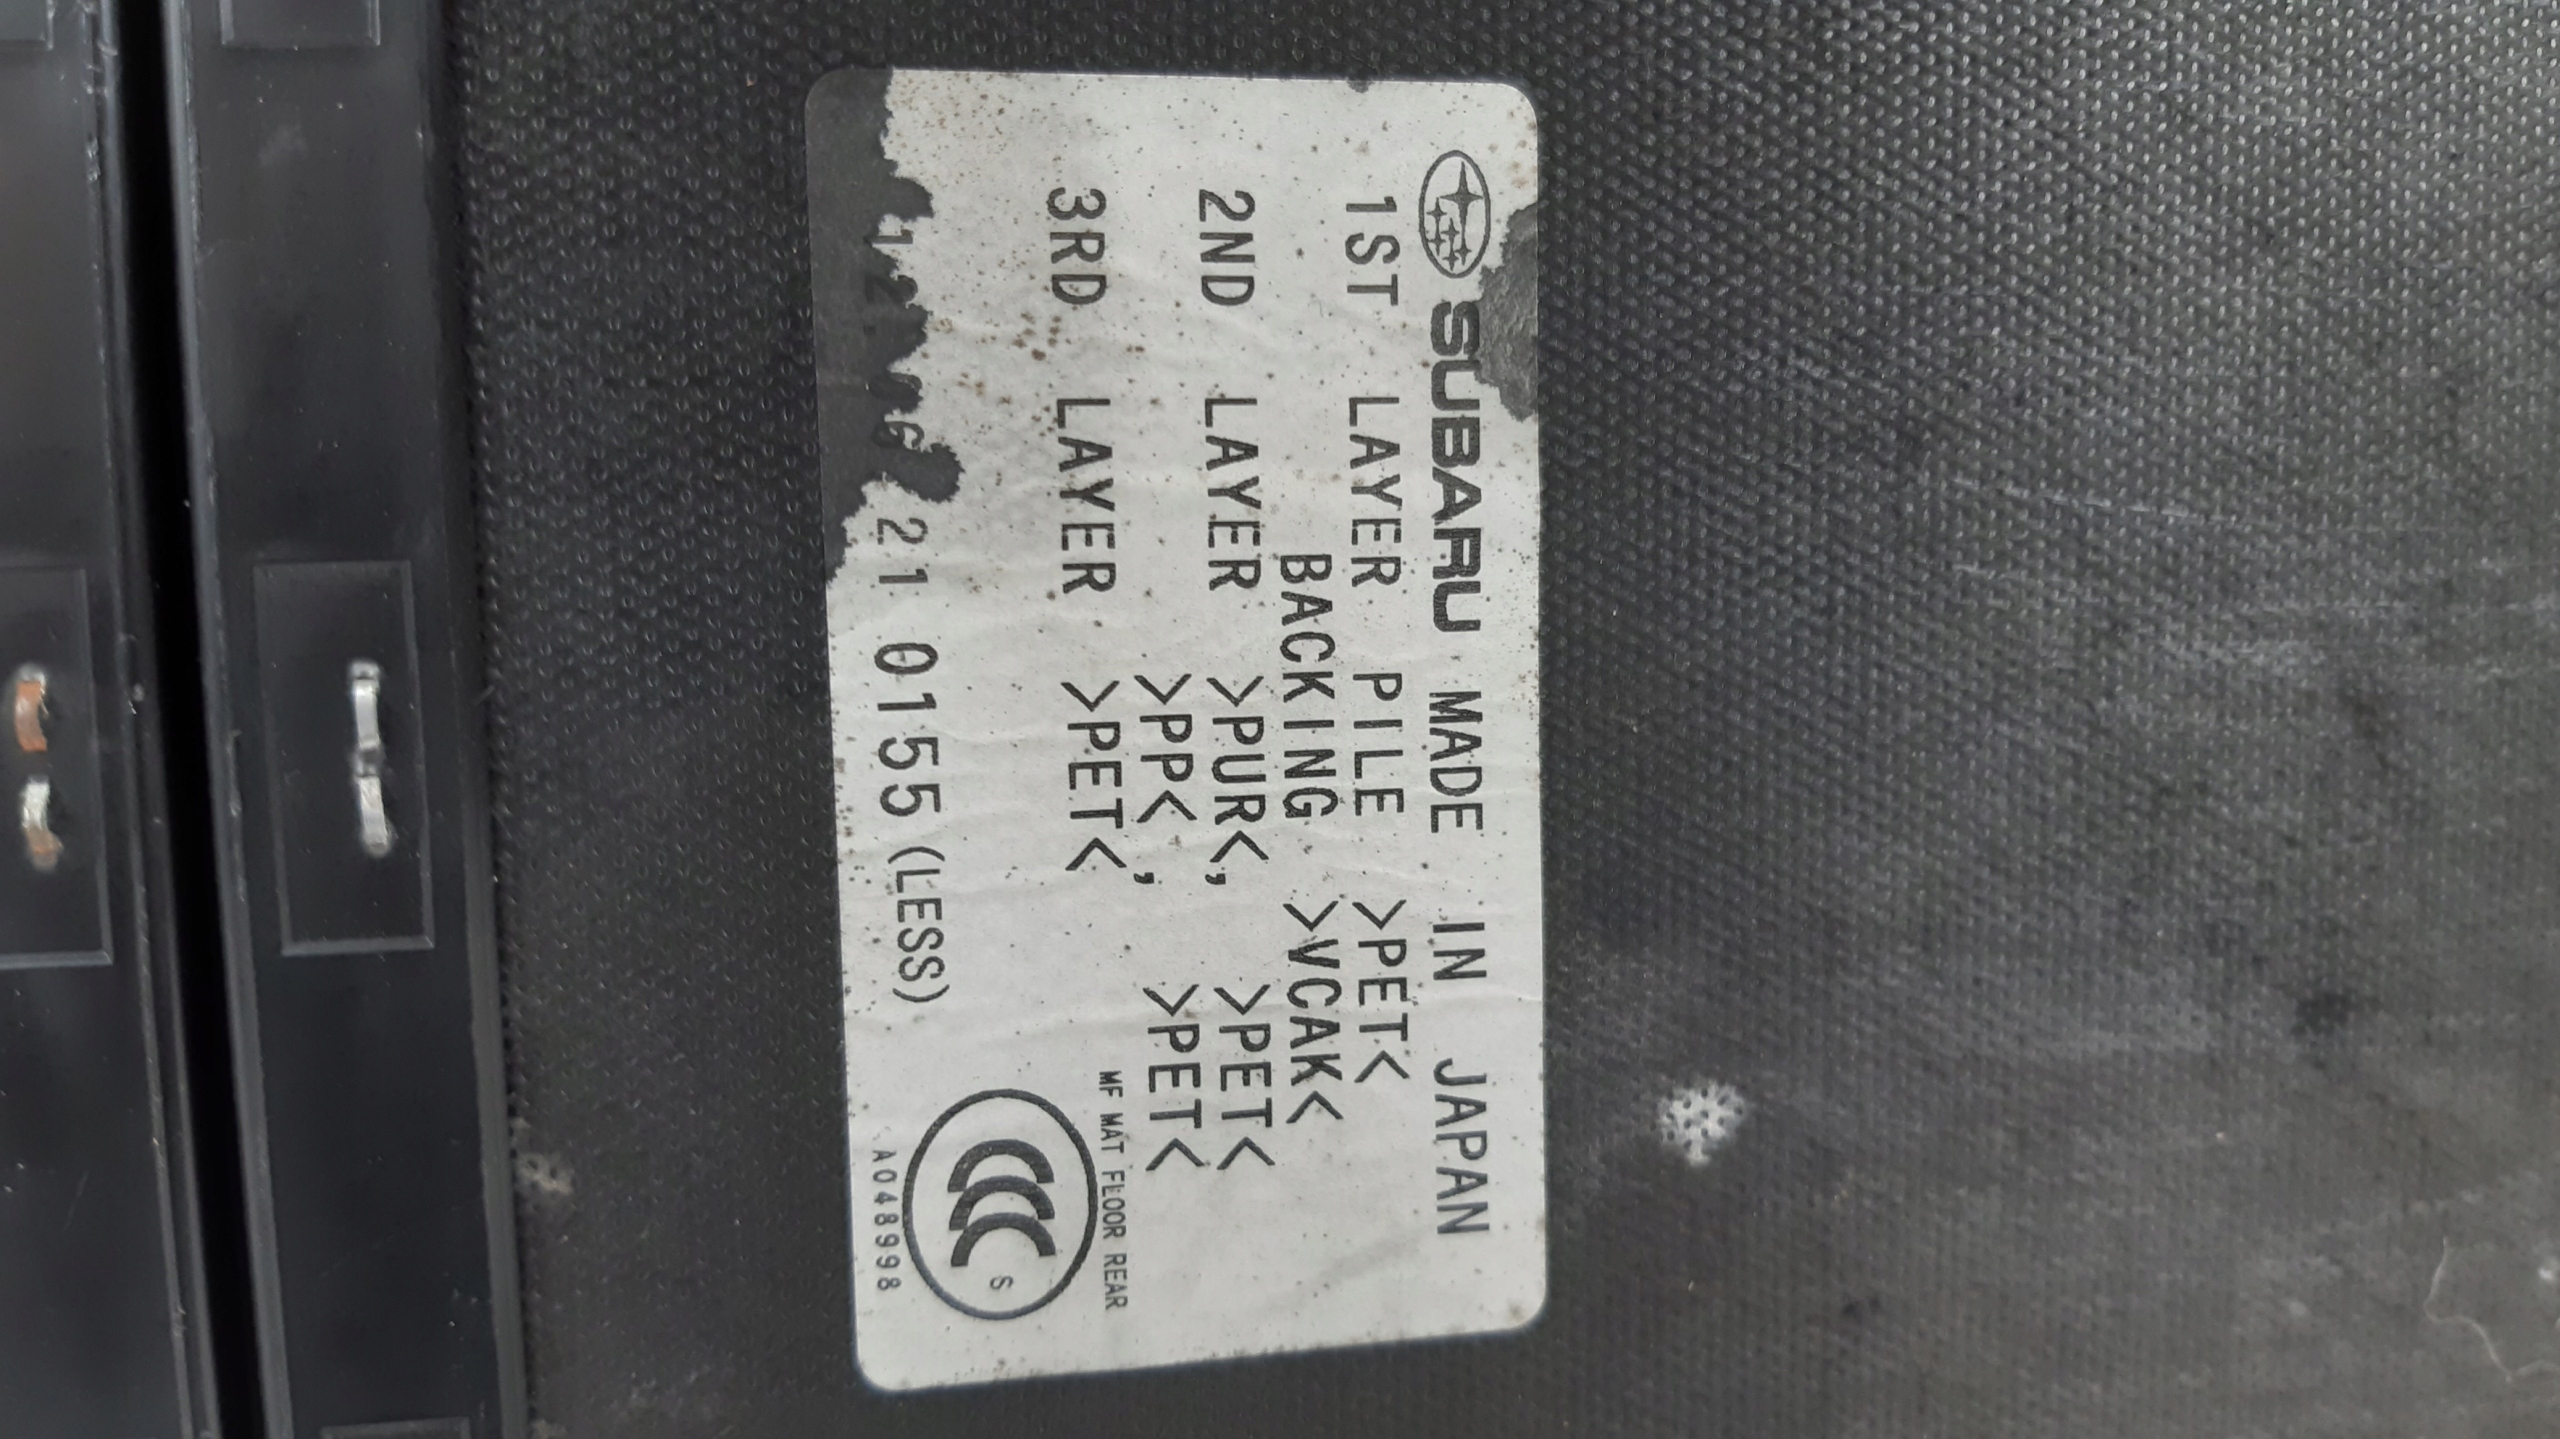 SUBARU MADE IN JAPAN
1ST LAYER PILE >PET<
BACKING >VCAK<
2ND LAYER >PUR<, >PET<
>PP<, >PET<
3RD LAYER >PET<
MF MAT FLOOR REAR
S
21 0155 (LESS)
A048998